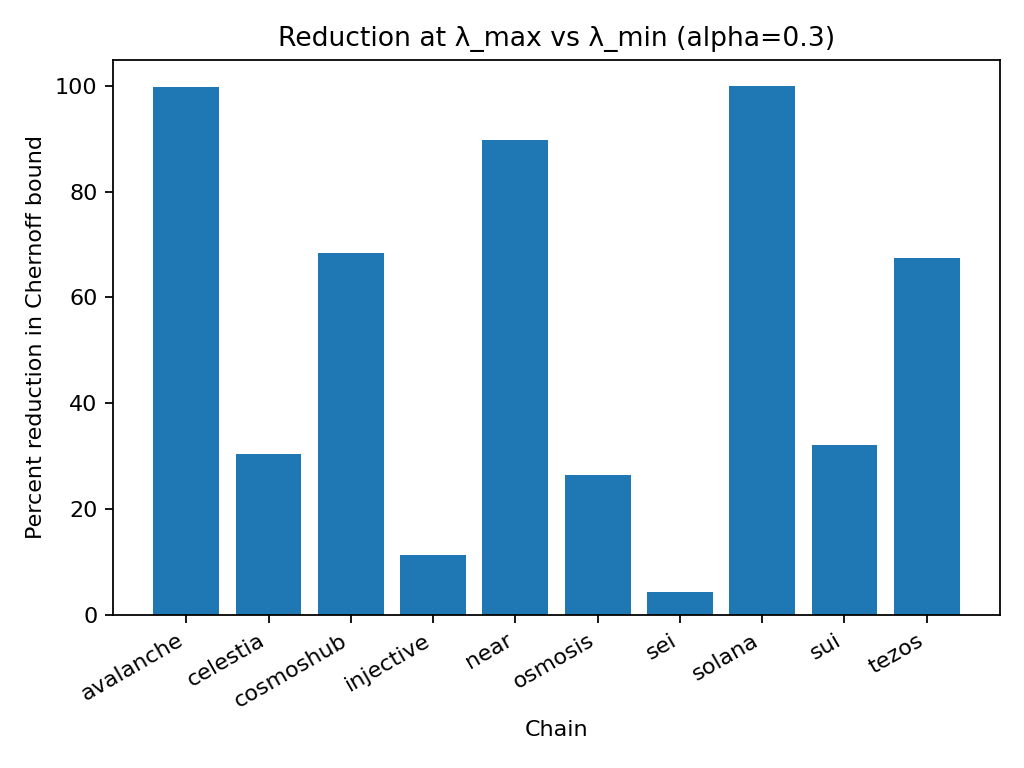 Reduction at λ_max vs λ_min (alpha=0.3)
Percent reduction in Chernoff bound
100
80
60
40
20
0
avalanche
celestia
cosmoshub
injective
near
osmosis
sei
solana
sui
tezos
Chain